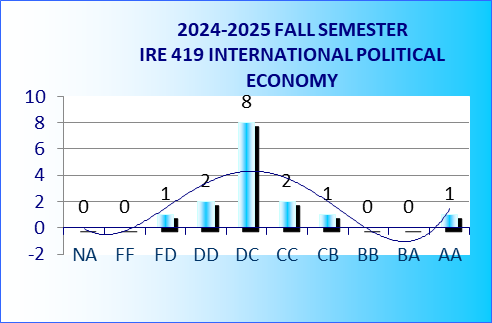 2024-2025 FALL SEMESTER
IRE 419 INTERNATIONAL POLITICAL
ECONOMY
10
8
6
4
2
0
-2
0 0 1 2 8 2 1 0 0 1
NA FF FD DD DC CC CB BB BA AA